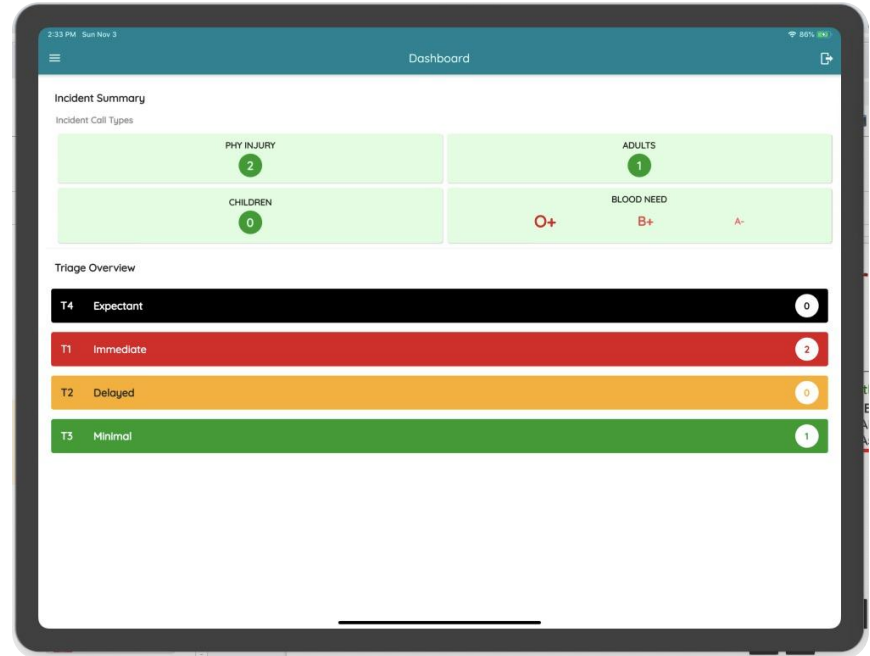 2:33 PM Sun Nov 3 86%
Dashboard
Incident Summary
Incident Call Types
PHY INJURY
2
ADULTS
1
CHILDREN
0
BLOOD NEED
O+ B+ A-
Triage Overview
T4 Expectant 0
T1 Immediate 2
T2 Delayed 0
T3 Minimal 1